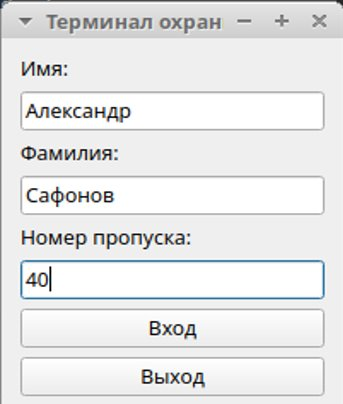 Терминал охран
Имя:
Александр
Фамилия:
Сафонов
Номер пропуска:
40
Вход
Выход